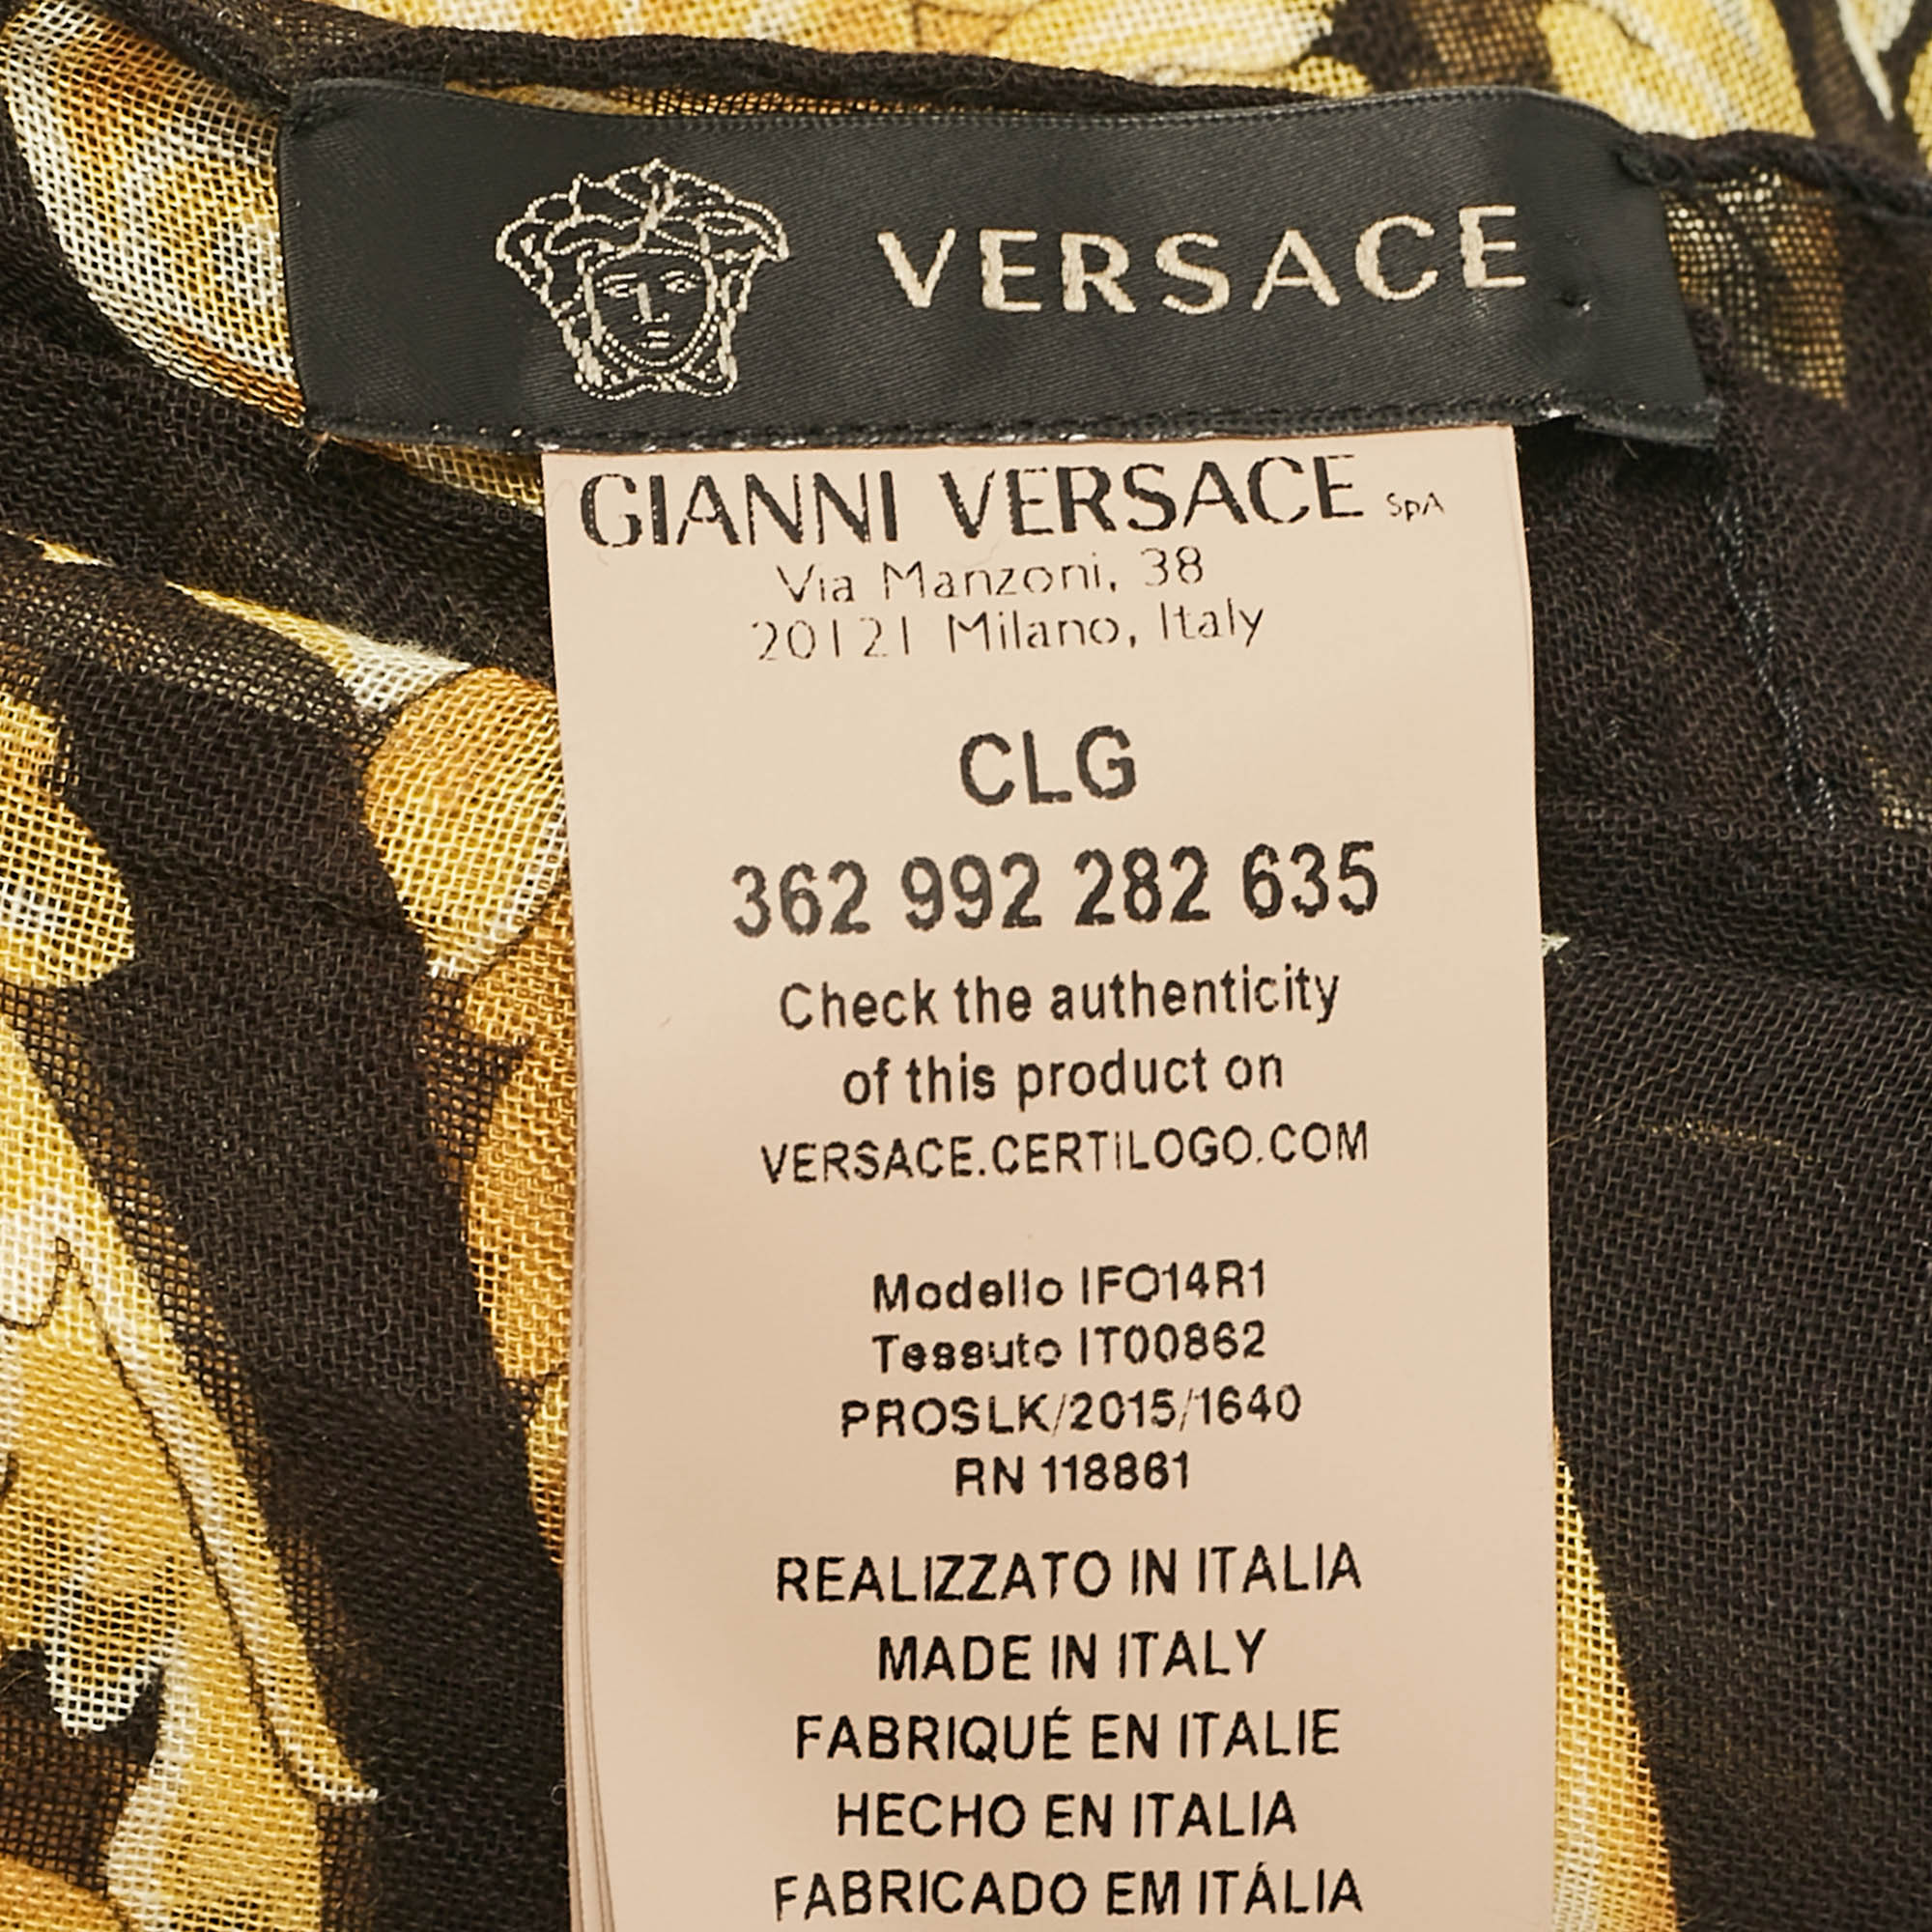 VERSACE
GIANNI VERSACE SpA
Via Manzoni, 38
20121 Milano, Italy
CLG
362 992 282 635
Check the authenticity
of this product on
VERSACE.CERTiLOGO.COM
Modello IFO14R1
Tessuto IT00862
PROSLK/2015/1640
RN 118861
REALIZZATO IN ITALIA
MADE IN ITALY
FABRIQUÉ EN ITALIE
HECHO EN ITALIA
FABRICADO EM ITÁLIA